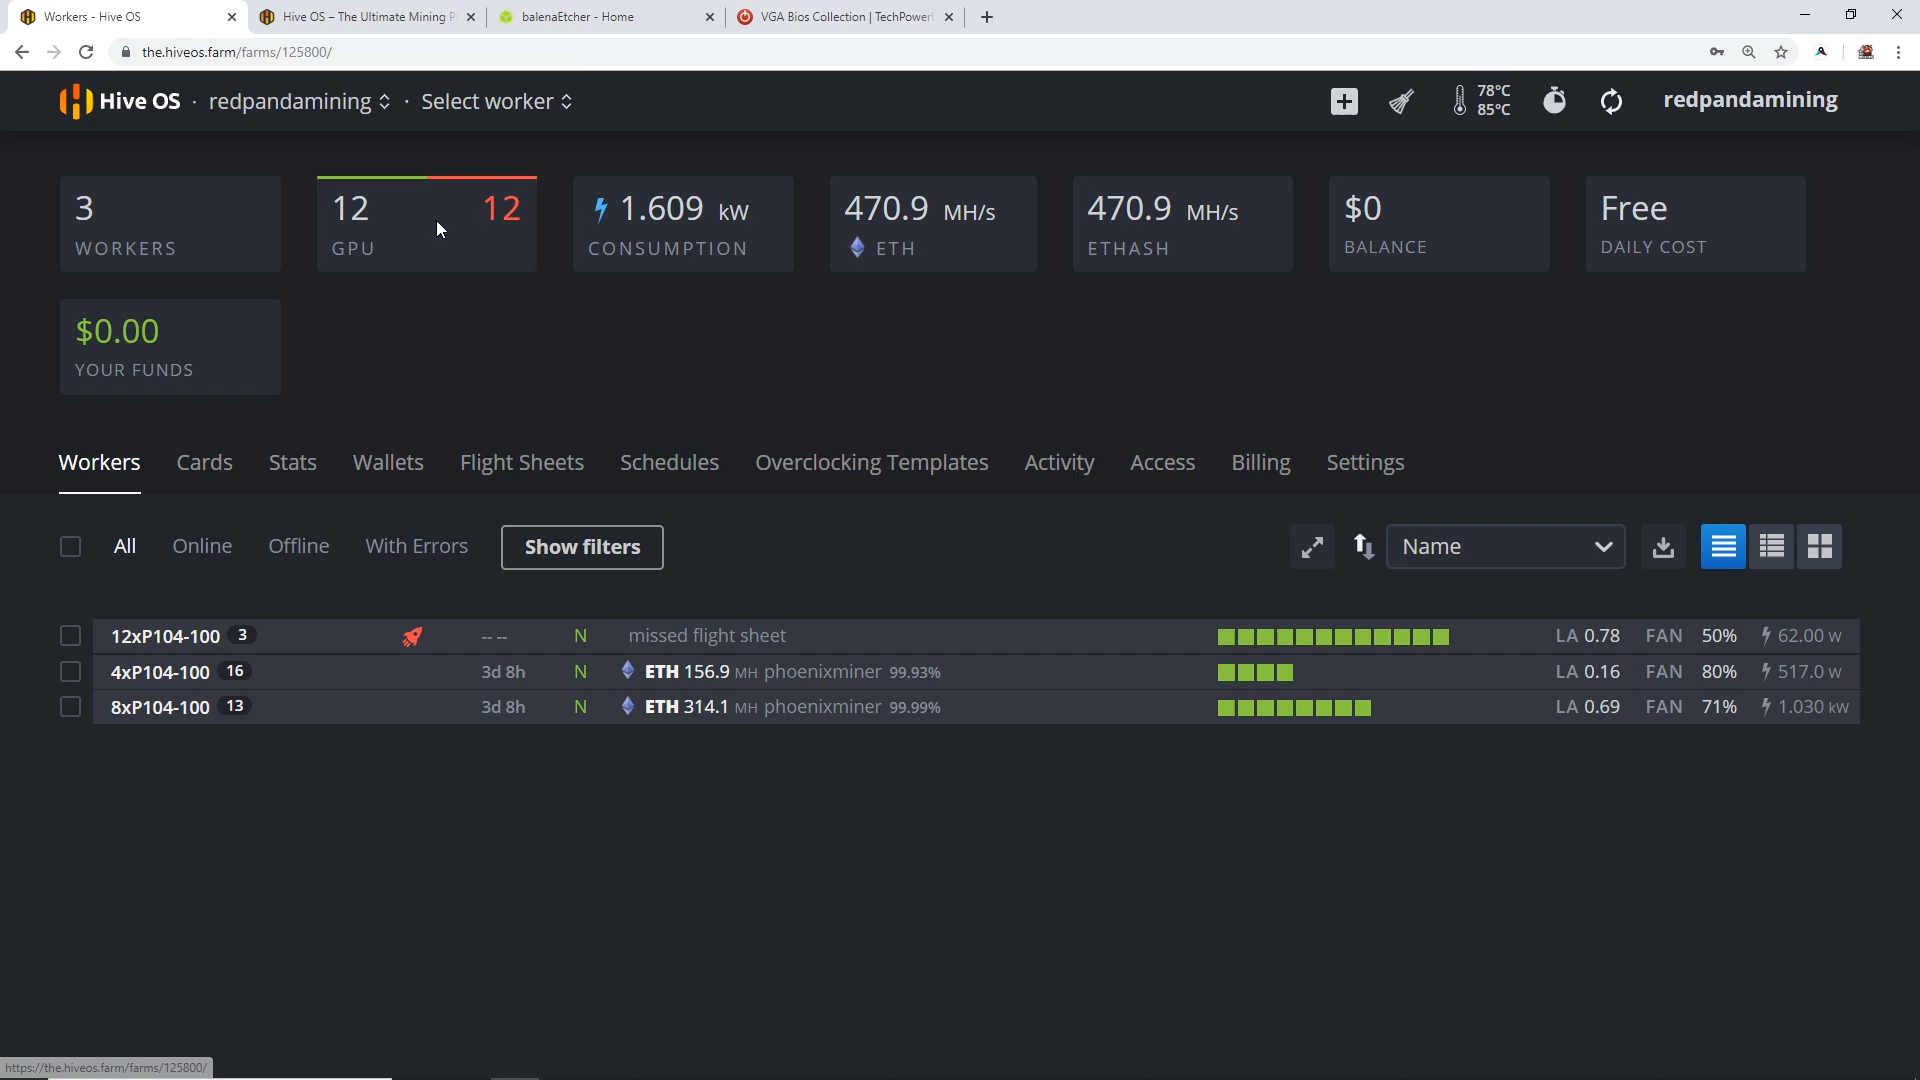 Workers - Hive OS
Hive OS – The Ultimate Mining P
balenaEtcher - Home
VGA Bios Collection | TechPower
the.hiveos.farm/farms/125800/
Hive OS · redpandamining · Select worker
78°C
85°C
redpandamining
3
WORKERS
12 12
GPU
1.609 kW
CONSUMPTION
470.9 MH/s
ETH
470.9 MH/s
ETHASH
$0
BALANCE
Free
DAILY COST
$0.00
YOUR FUNDS
Workers Cards Stats Wallets Flight Sheets Schedules Overclocking Templates Activity Access Billing Settings
All Online Offline With Errors Show filters Name
12xP104-100 3 -- -- N missed flight sheet LA 0.78 FAN 50% 62.00 W
4xP104-100 16 3d 8h N ETH 156.9 MH phoenixminer 99.93% LA 0.16 FAN 80% 517.0 W
8xP104-100 13 3d 8h N ETH 314.1 MH phoenixminer 99.99% LA 0.69 FAN 71% 1.030 kW
https://the.hiveos.farm/farms/125800/